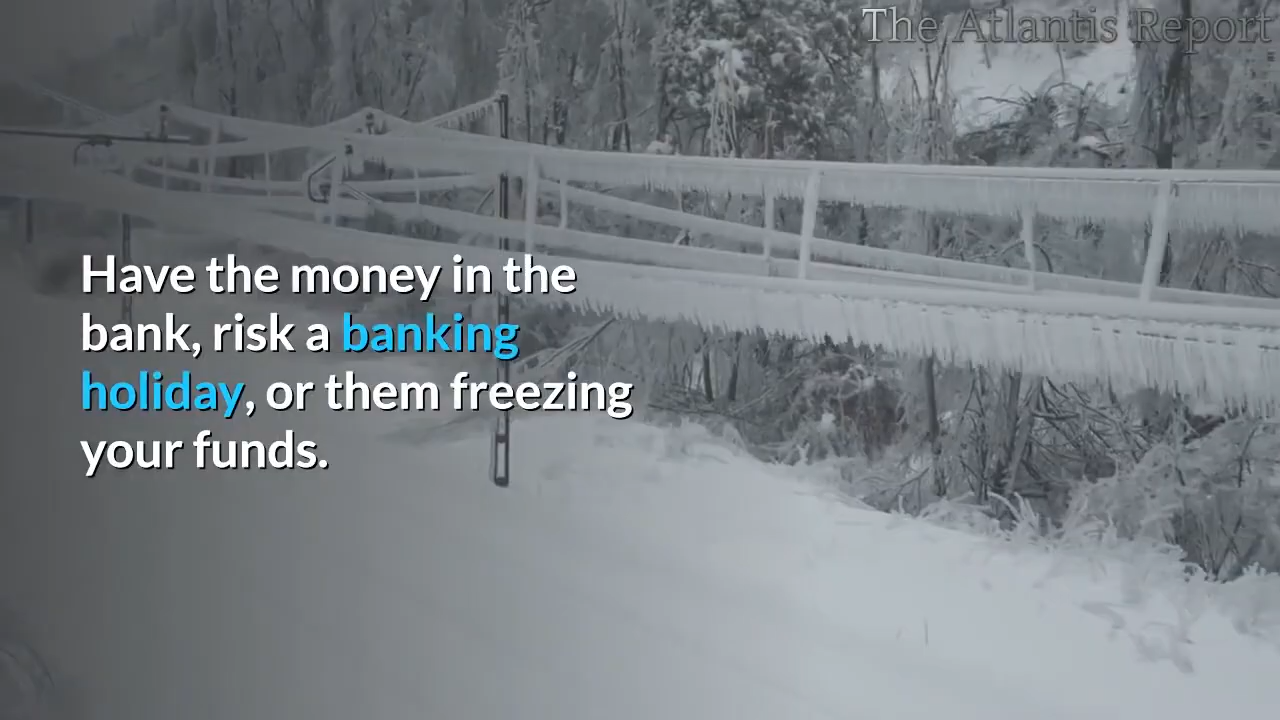 The Atlantis Report
Have the money in the
bank, risk a banking
holiday, or them freezing
your funds.